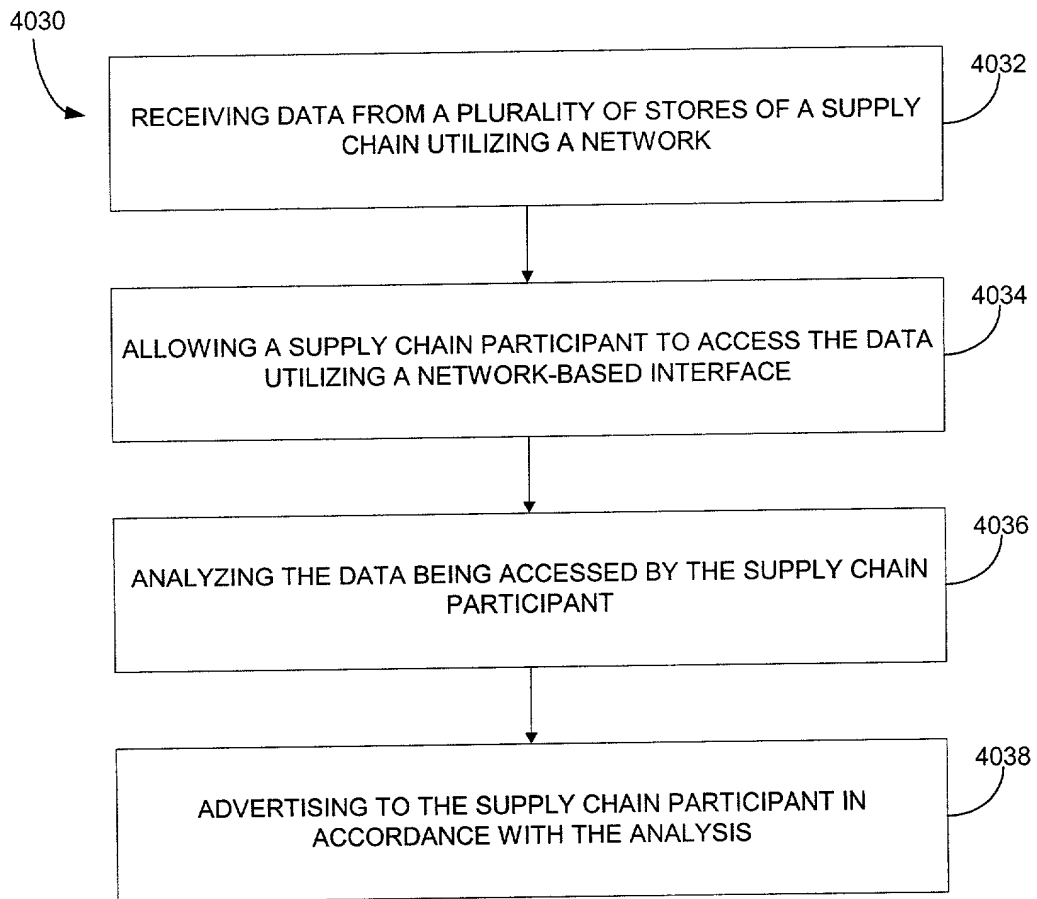 4030
4032
RECEIVING DATA FROM A PLURALITY OF STORES OF A SUPPLY
CHAIN UTILIZING A NETWORK
4034
ALLOWING A SUPPLY CHAIN PARTICIPANT TO ACCESS THE DATA
UTILIZING A NETWORK-BASED INTERFACE
4036
ANALYZING THE DATA BEING ACCESSED BY THE SUPPLY CHAIN
PARTICIPANT
4038
ADVERTISING TO THE SUPPLY CHAIN PARTICIPANT IN
ACCORDANCE WITH THE ANALYSIS